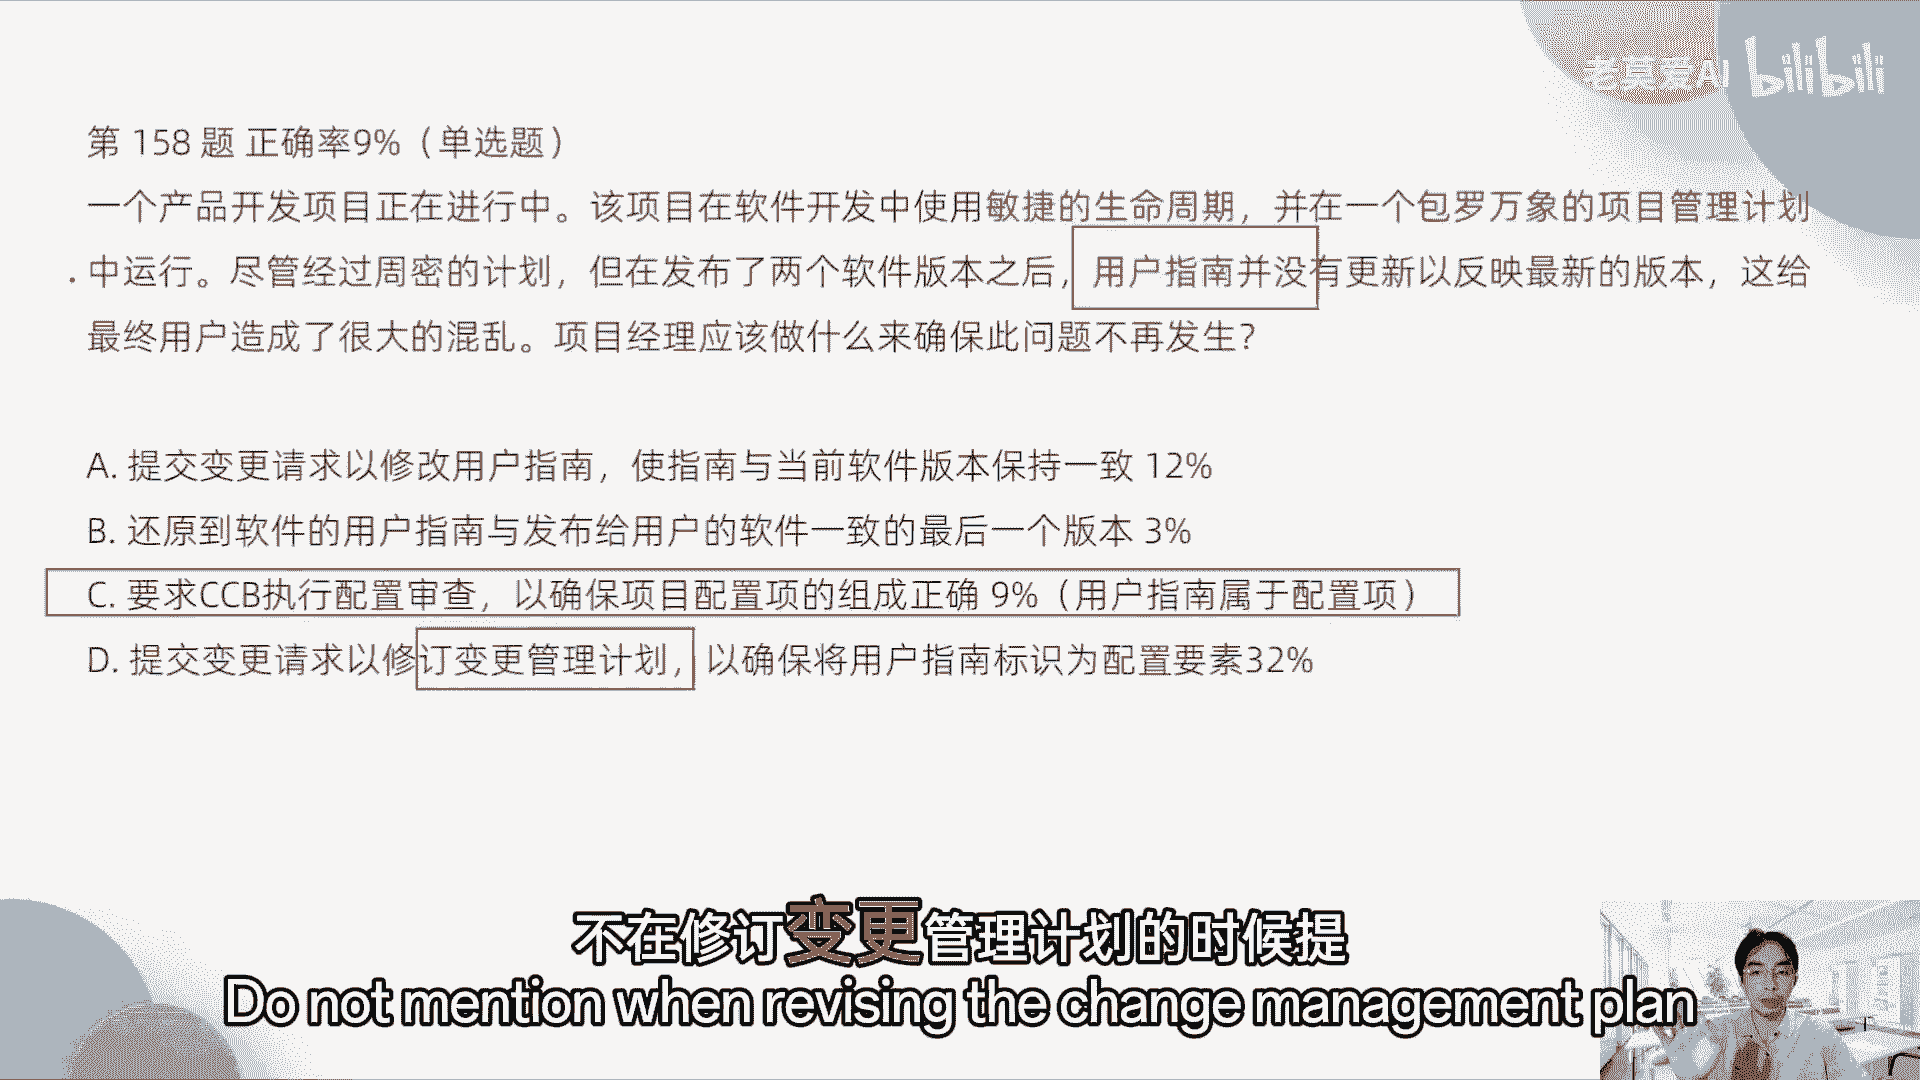 老莫爱AI bilibili
第 158 题 正确率9%（单选题）
一个产品开发项目正在进行中。该项目在软件开发中使用敏捷的生命周期，并在一个包罗万象的项目管理计划
中运行。尽管经过周密的计划，但在发布了两个软件版本之后，用户指南并没有更新以反映最新的版本，这给
最终用户造成了很大的混乱。项目经理应该做什么来确保此问题不再发生？
A. 提交变更请求以修改用户指南，使指南与当前软件版本保持一致 12%
B. 还原到软件的用户指南与发布给用户的软件一致的最后一个版本 3%
C. 要求CCB执行配置审查，以确保项目配置项的组成正确 9%（用户指南属于配置项）
D. 提交变更请求以修订变更管理计划，以确保将用户指南标识为配置要素32%
不在修订变更管理计划的时候提
Do not mention when revising the change management plan